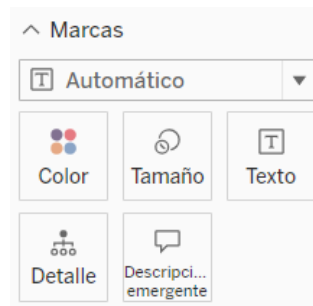 Marcas
T Automático
Color
Tamaño
T
Texto
Detalle
Descripci...
emergente